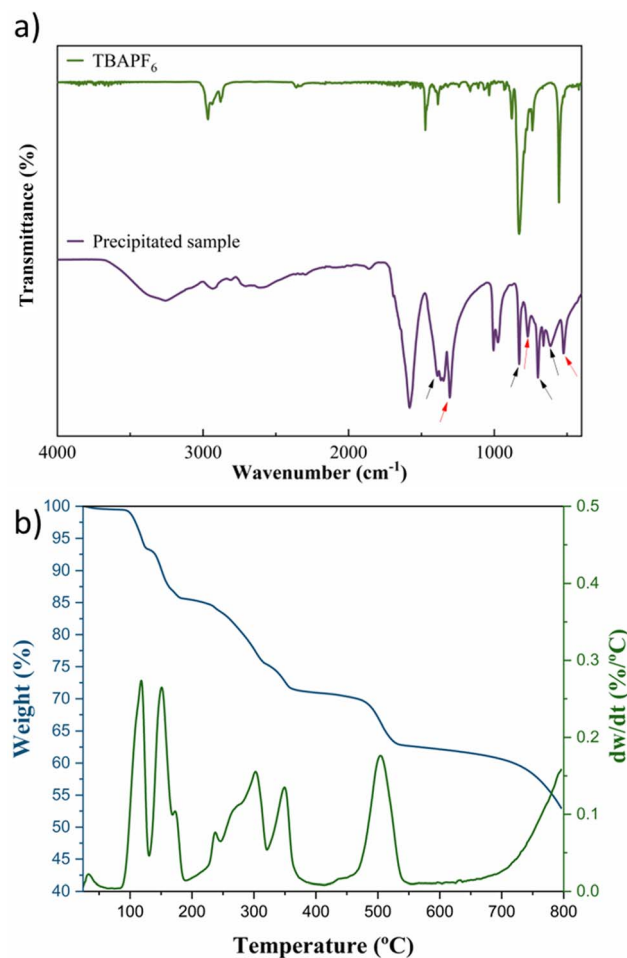 a)
TBAPF6
Precipitated sample
Transmittance (%)
4000 3000 2000 1000
Wavenumber (cm-1)
b)
100
95
90
85
80
75
70
65
60
55
50
45
40
Weight (%)
0.5
0.4
0.3
0.2
0.1
0.0
dw/dt (%/ºC)
100 200 300 400 500 600 700 800
Temperature (ºC)